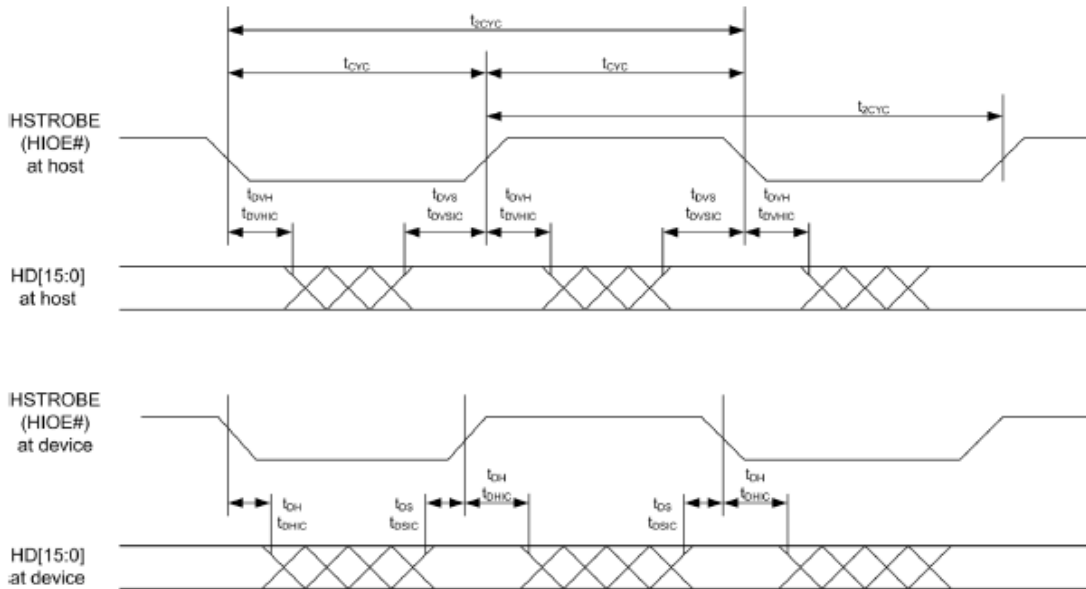 t2CYC
tCYC tCYC
t2CYC
HSTROBE
(HIOE#)
at host
tDVH tDVS tDVH tDVS tDVH
tDVHIC tDVSIC tDVHIC tDVSIC tDVHIC
HD[15:0]
at host
HSTROBE
(HIOE#)
at device
tDH tDH
tDHIC tDHIC
tDH tDS tDS
tDHIC tDSIC tDSIC
HD[15:0]
at device